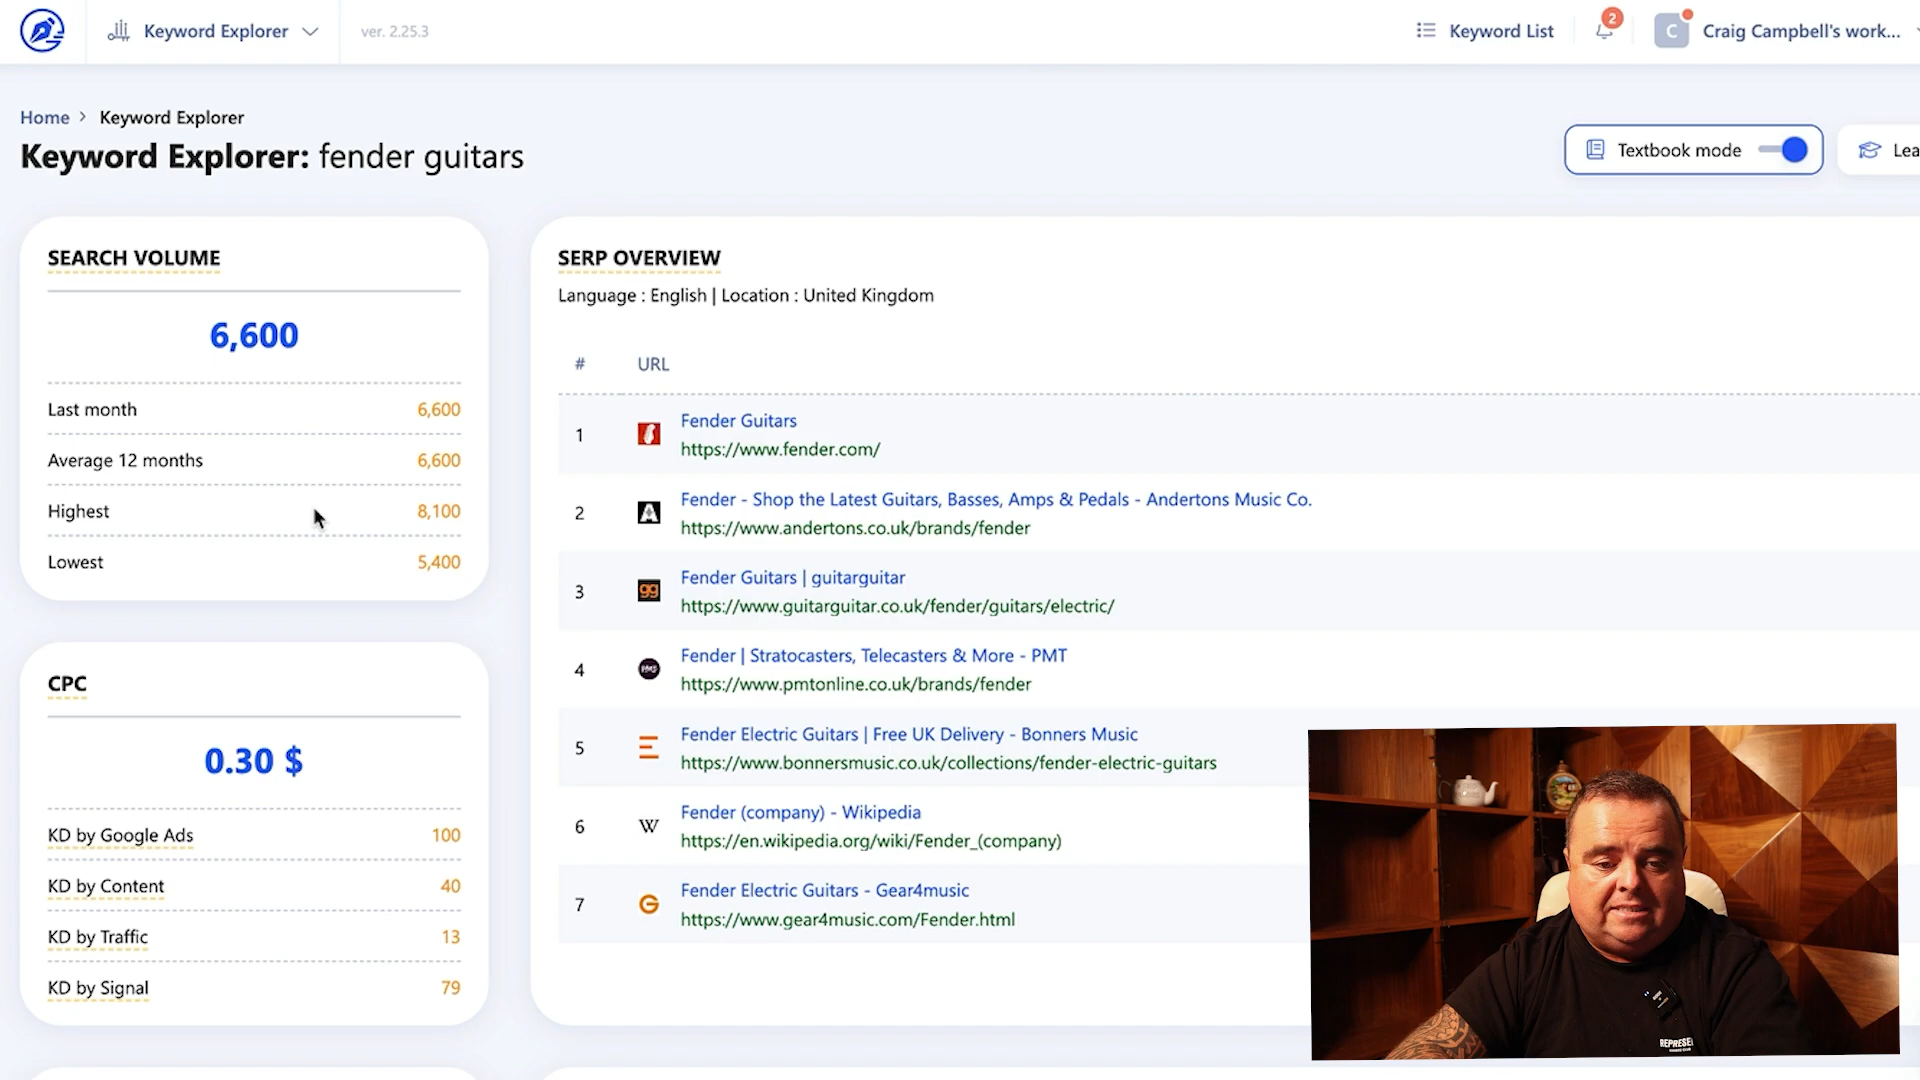 Keyword Explorer
ver. 2.25.3
Keyword List
2
C
Craig Campbell's work...
Home > Keyword Explorer
Keyword Explorer: fender guitars
Textbook mode
Lea
SEARCH VOLUME
6,600
Last month 6,600
Average 12 months 6,600
Highest 8,100
Lowest 5,400
CPC
0.30 $
KD by Google Ads 100
KD by Content 40
KD by Traffic 13
KD by Signal 79
SERP OVERVIEW
Language : English | Location : United Kingdom
# URL
1 Fender Guitars
https://www.fender.com/
2 Fender - Shop the Latest Guitars, Basses, Amps & Pedals - Andertons Music Co.
https://www.andertons.co.uk/brands/fender
3 gg Fender Guitars | guitarguitar
https://www.guitarguitar.co.uk/fender/guitars/electric/
4 Fender | Stratocasters, Telecasters & More - PMT
https://www.pmtonline.co.uk/brands/fender
5 Fender Electric Guitars | Free UK Delivery - Bonners Music
https://www.bonnersmusic.co.uk/collections/fender-electric-guitars
6 W Fender (company) - Wikipedia
https://en.wikipedia.org/wiki/Fender_(company)
7 G Fender Electric Guitars - Gear4music
https://www.gear4music.com/Fender.html
REPRESE